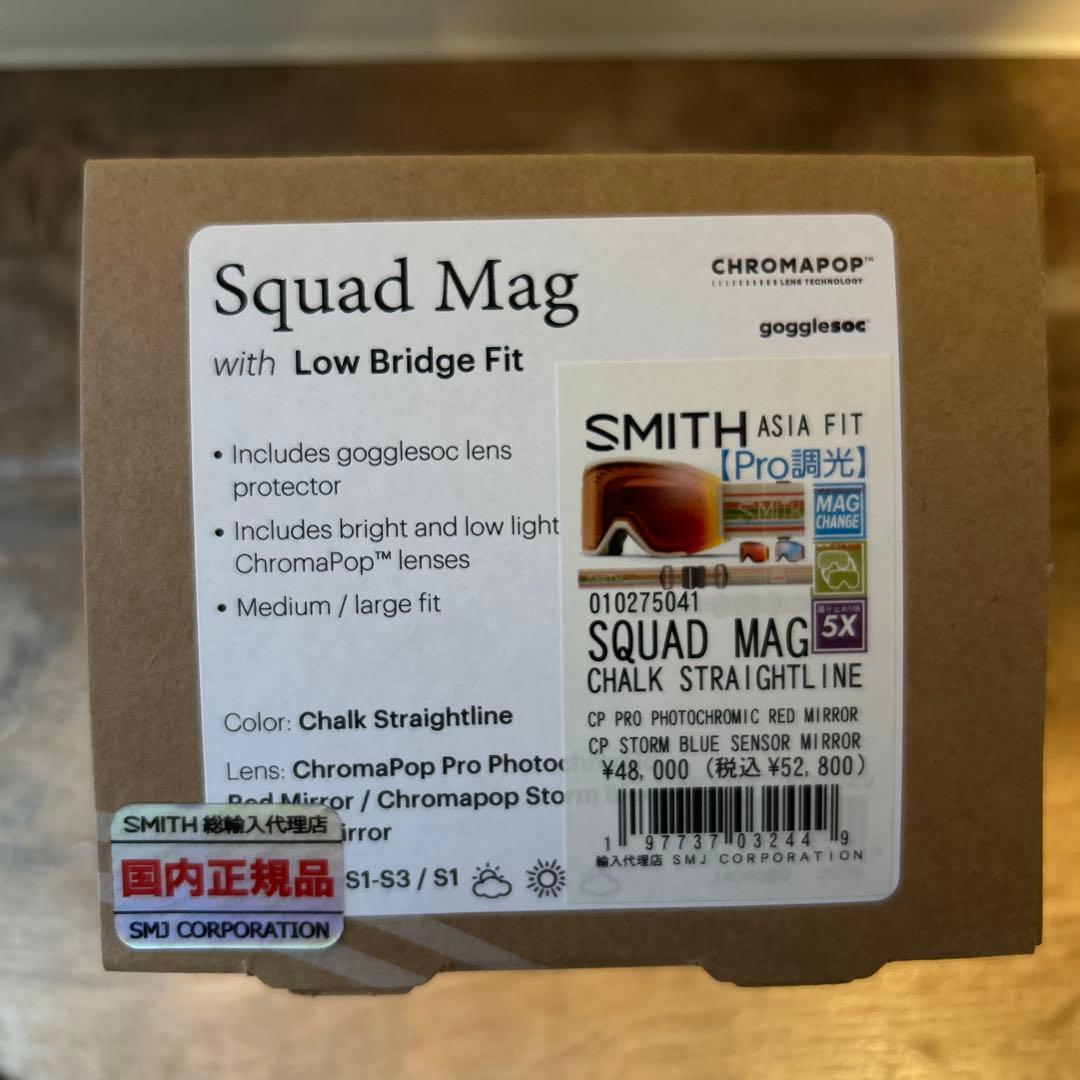 Squad Mag
with Low Bridge Fit
• Includes gogglesoc lens
protector
• Includes bright and low light
ChromaPop™ lenses
• Medium / large fit
Color: Chalk Straightline
Lens: ChromaPop Pro Photoc
Red Mirror / Chromapop Storm
irror
S1-S3 / S1
CHROMAPOP™
LENS TECHNOLOGY
gogglesoc
SMITH ASIA FIT
【Pro調光】
SMITH
MAG
CHANGE
5X
010275041
SQUAD MAG
CHALK STRAIGHTLINE
CP PRO PHOTOCHROMIC RED MIRROR
CP STORM BLUE SENSOR MIRROR
¥48,000 (税込 ¥52,800)
1 97737 03244 9
輸入代理店 SMJ CORPORATION
SMITH 総輸入代理店
国内正規品
SMJ CORPORATION